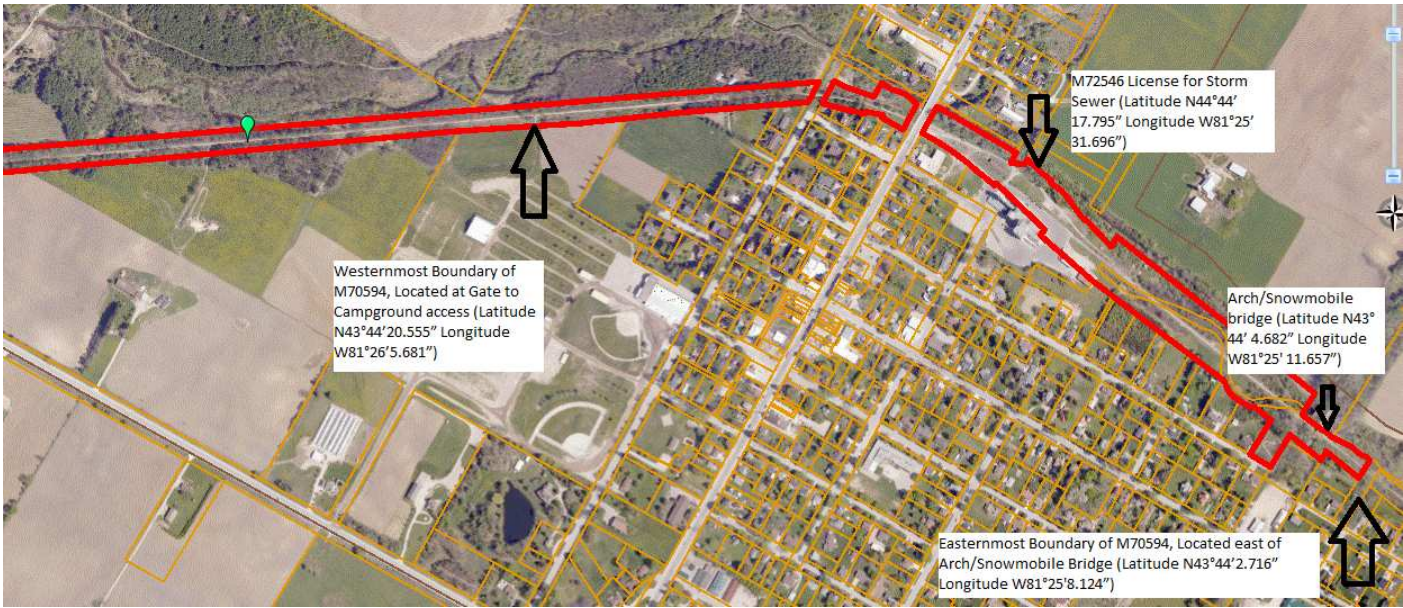 M72546 License for Storm
Sewer (Latitude N44°44'
17.795” Longitude W81°25’
31.696”)
Westernmost Boundary of
M70594, Located at Gate to
Campground access (Latitude
N43°44’20.555” Longitude
W81°26’5.681”)
Arch/Snowmobile
bridge (Latitude N43°
44’ 4.682” Longitude
W81°25' 11.657”)
Easternmost Boundary of M70594, Located east of
Arch/Snowmobile Bridge (Latitude N43°44’2.716”
Longitude W81°25’8.124”)